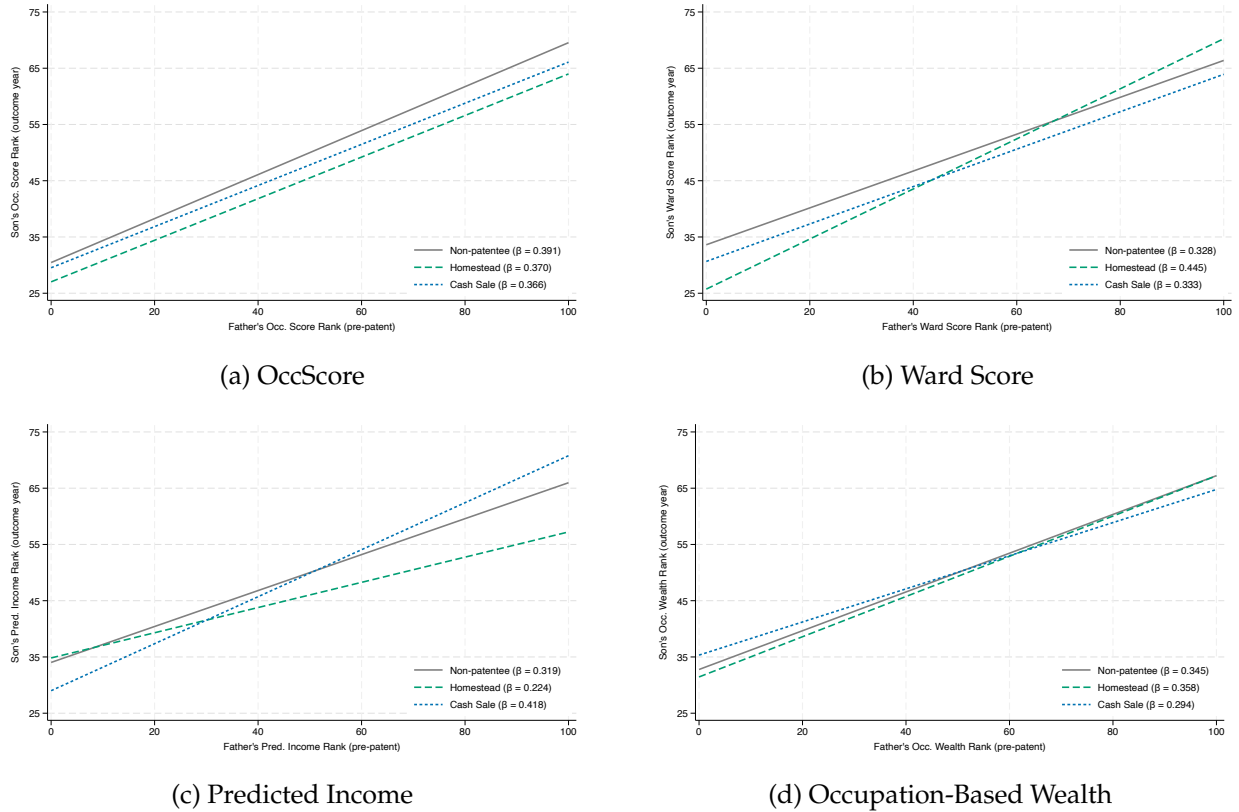 75
65
55
45
35
25
Son's Occ. Score Rank (outcome year)
Non-patentee (β = 0.391)
Homestead (β = 0.370)
Cash Sale (β = 0.366)
0 20 40 60 80 100
Father's Occ. Score Rank (pre-patent)
(a) OccScore
75
65
55
45
35
25
Son's Ward Score Rank (outcome year)
Non-patentee (β = 0.328)
Homestead (β = 0.445)
Cash Sale (β = 0.333)
0 20 40 60 80 100
Father's Ward Score Rank (pre-patent)
(b) Ward Score
75
65
55
45
35
25
Son's Pred. Income Rank (outcome year)
Non-patentee (β = 0.319)
Homestead (β = 0.224)
Cash Sale (β = 0.418)
0 20 40 60 80 100
Father's Pred. Income Rank (pre-patent)
(c) Predicted Income
75
65
55
45
35
25
Son's Occ. Wealth Rank (outcome year)
Non-patentee (β = 0.345)
Homestead (β = 0.358)
Cash Sale (β = 0.294)
0 20 40 60 80 100
Father's Occ. Wealth Rank (pre-patent)
(d) Occupation-Based Wealth